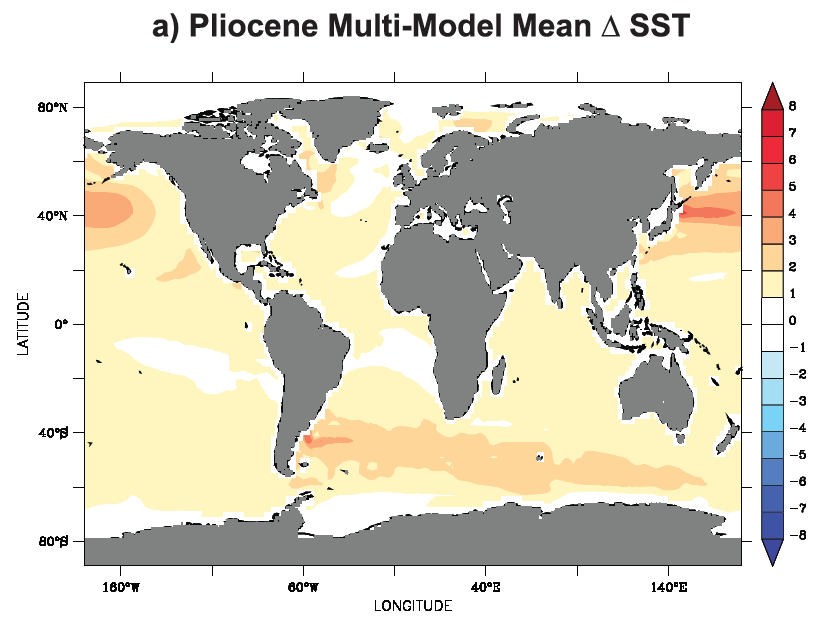 a) Pliocene Multi-Model Mean Δ SST
80°N
40°N
0°
40°S
80°S
LATITUDE
160°W
60°W
40°E
140°E
LONGITUDE
8
7
6
5
4
3
2
1
0
−1
−2
−3
−4
−5
−6
−7
−8